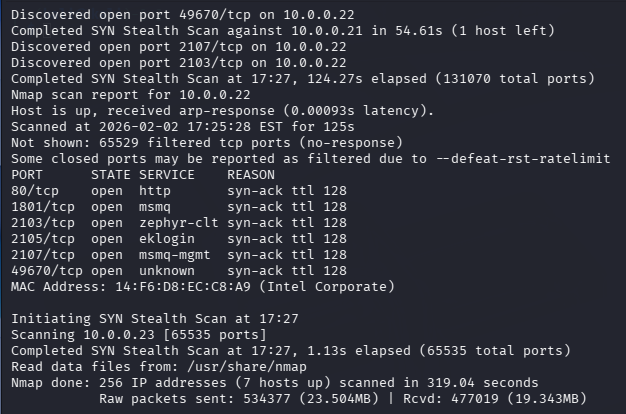 Discovered open port 49670/tcp on 10.0.0.22
Completed SYN Stealth Scan against 10.0.0.21 in 54.61s (1 host left)
Discovered open port 2107/tcp on 10.0.0.22
Discovered open port 2103/tcp on 10.0.0.22
Completed SYN Stealth Scan at 17:27, 124.27s elapsed (131070 total ports)
Nmap scan report for 10.0.0.22
Host is up, received arp-response (0.00093s latency).
Scanned at 2026-02-02 17:25:28 EST for 125s
Not shown: 65529 filtered tcp ports (no-response)
Some closed ports may be reported as filtered due to --defeat-rst-ratelimit
PORT      STATE SERVICE    REASON
80/tcp    open  http       syn-ack ttl 128
1801/tcp  open  msmq       syn-ack ttl 128
2103/tcp  open  zephyr-clt syn-ack ttl 128
2105/tcp  open  eklogin    syn-ack ttl 128
2107/tcp  open  msmq-mgmt  syn-ack ttl 128
49670/tcp open  unknown    syn-ack ttl 128
MAC Address: 14:F6:D8:EC:C8:A9 (Intel Corporate)
Initiating SYN Stealth Scan at 17:27
Scanning 10.0.0.23 [65535 ports]
Completed SYN Stealth Scan at 17:27, 1.13s elapsed (65535 total ports)
Read data files from: /usr/share/nmap
Nmap done: 256 IP addresses (7 hosts up) scanned in 319.04 seconds
           Raw packets sent: 534377 (23.504MB) | Rcvd: 477019 (19.343MB)